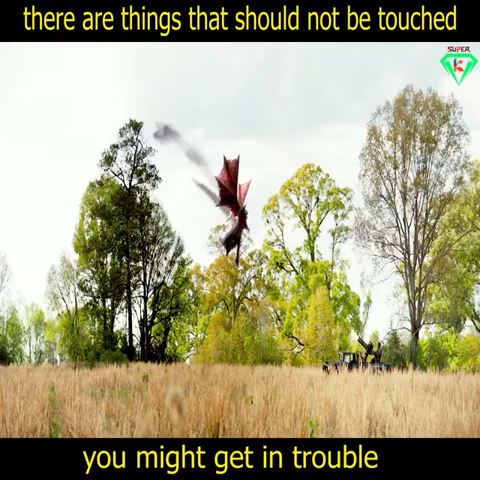 there are things that should not be touched
SUPER
K
you might get in trouble